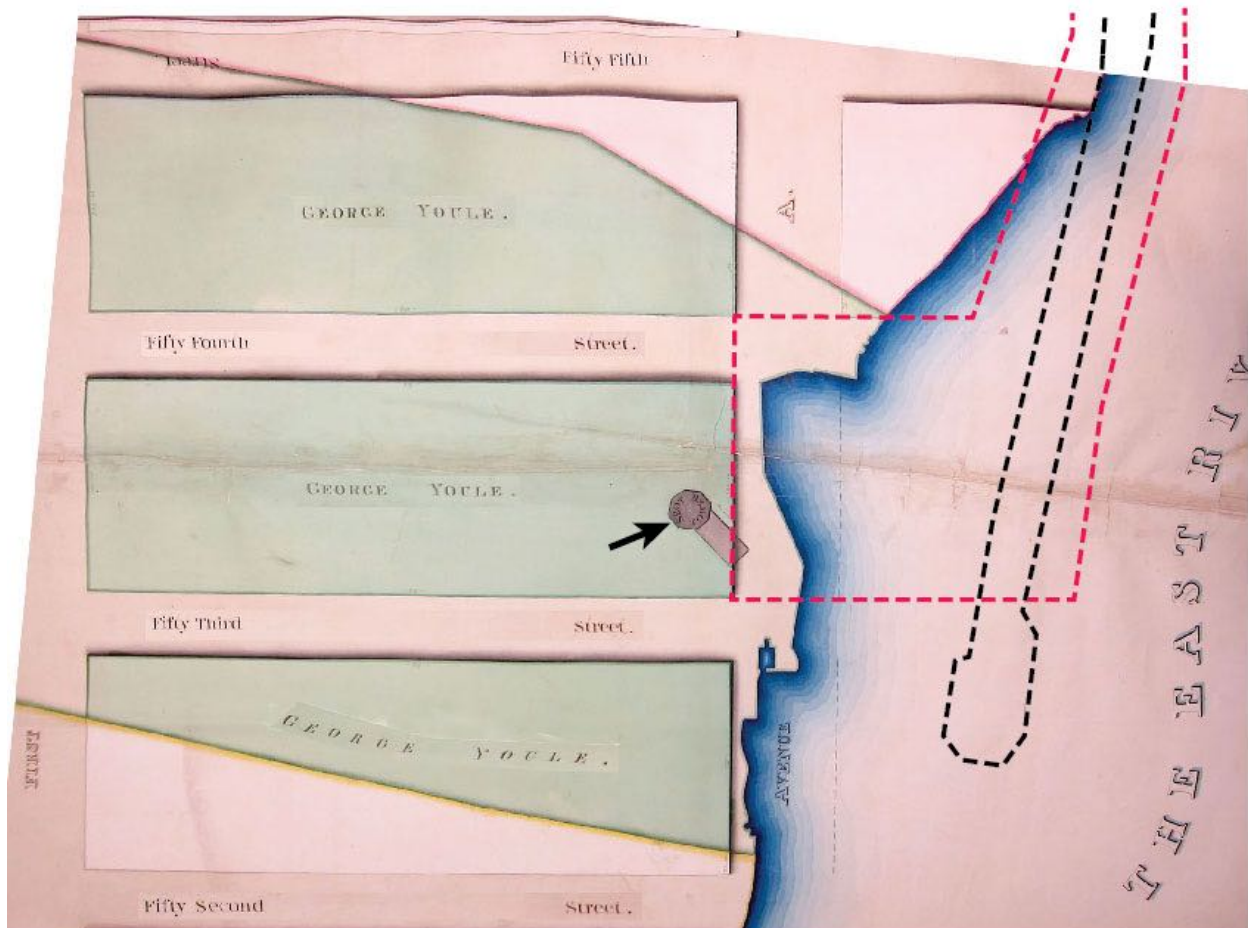 Street
Fifty Fifth
GEORGE YOULE.
A.
Fifty Fourth
Street.
GEORGE YOULE.
Fifty Third
Street.
GEORGE YOULE.
FIRST
AVENUE
THE EAST RIV
Fifty Second
Street.